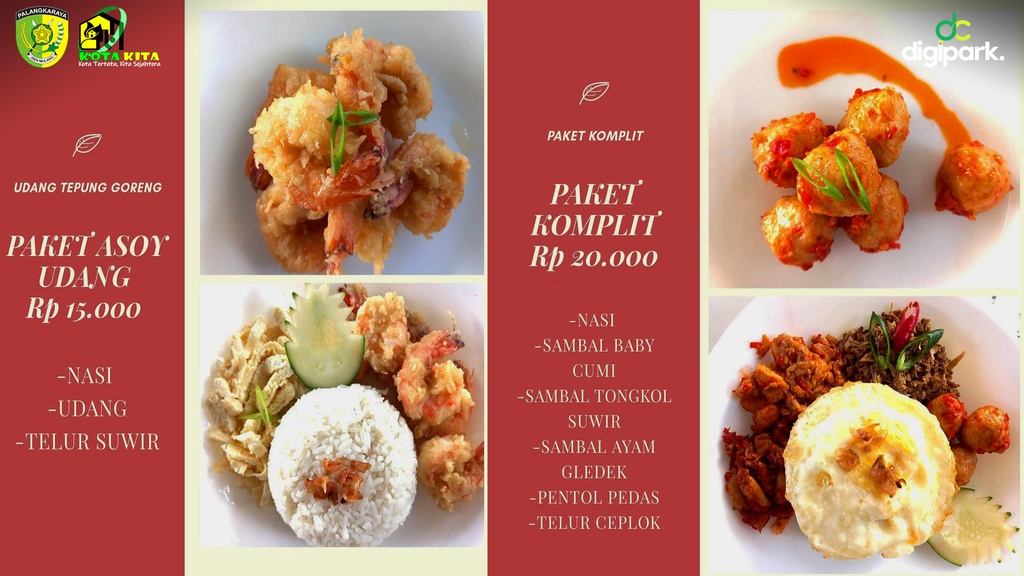 PALANGKARAYA
KOTA KITA
Kota Tertata, Kita Sejahtera
UDANG TEPUNG GORENG
PAKET ASOY
UDANG
Rp 15.000
-NASI
-UDANG
-TELUR SUWIR
PAKET KOMPLIT
PAKET
KOMPLIT
Rp 20.000
-NASI
-SAMBAL BABY
CUMI
-SAMBAL TONGKOL
SUWIR
-SAMBAL AYAM
GLEDEK
-PENTOL PEDAS
-TELUR CEPLOK
dc
digipark.